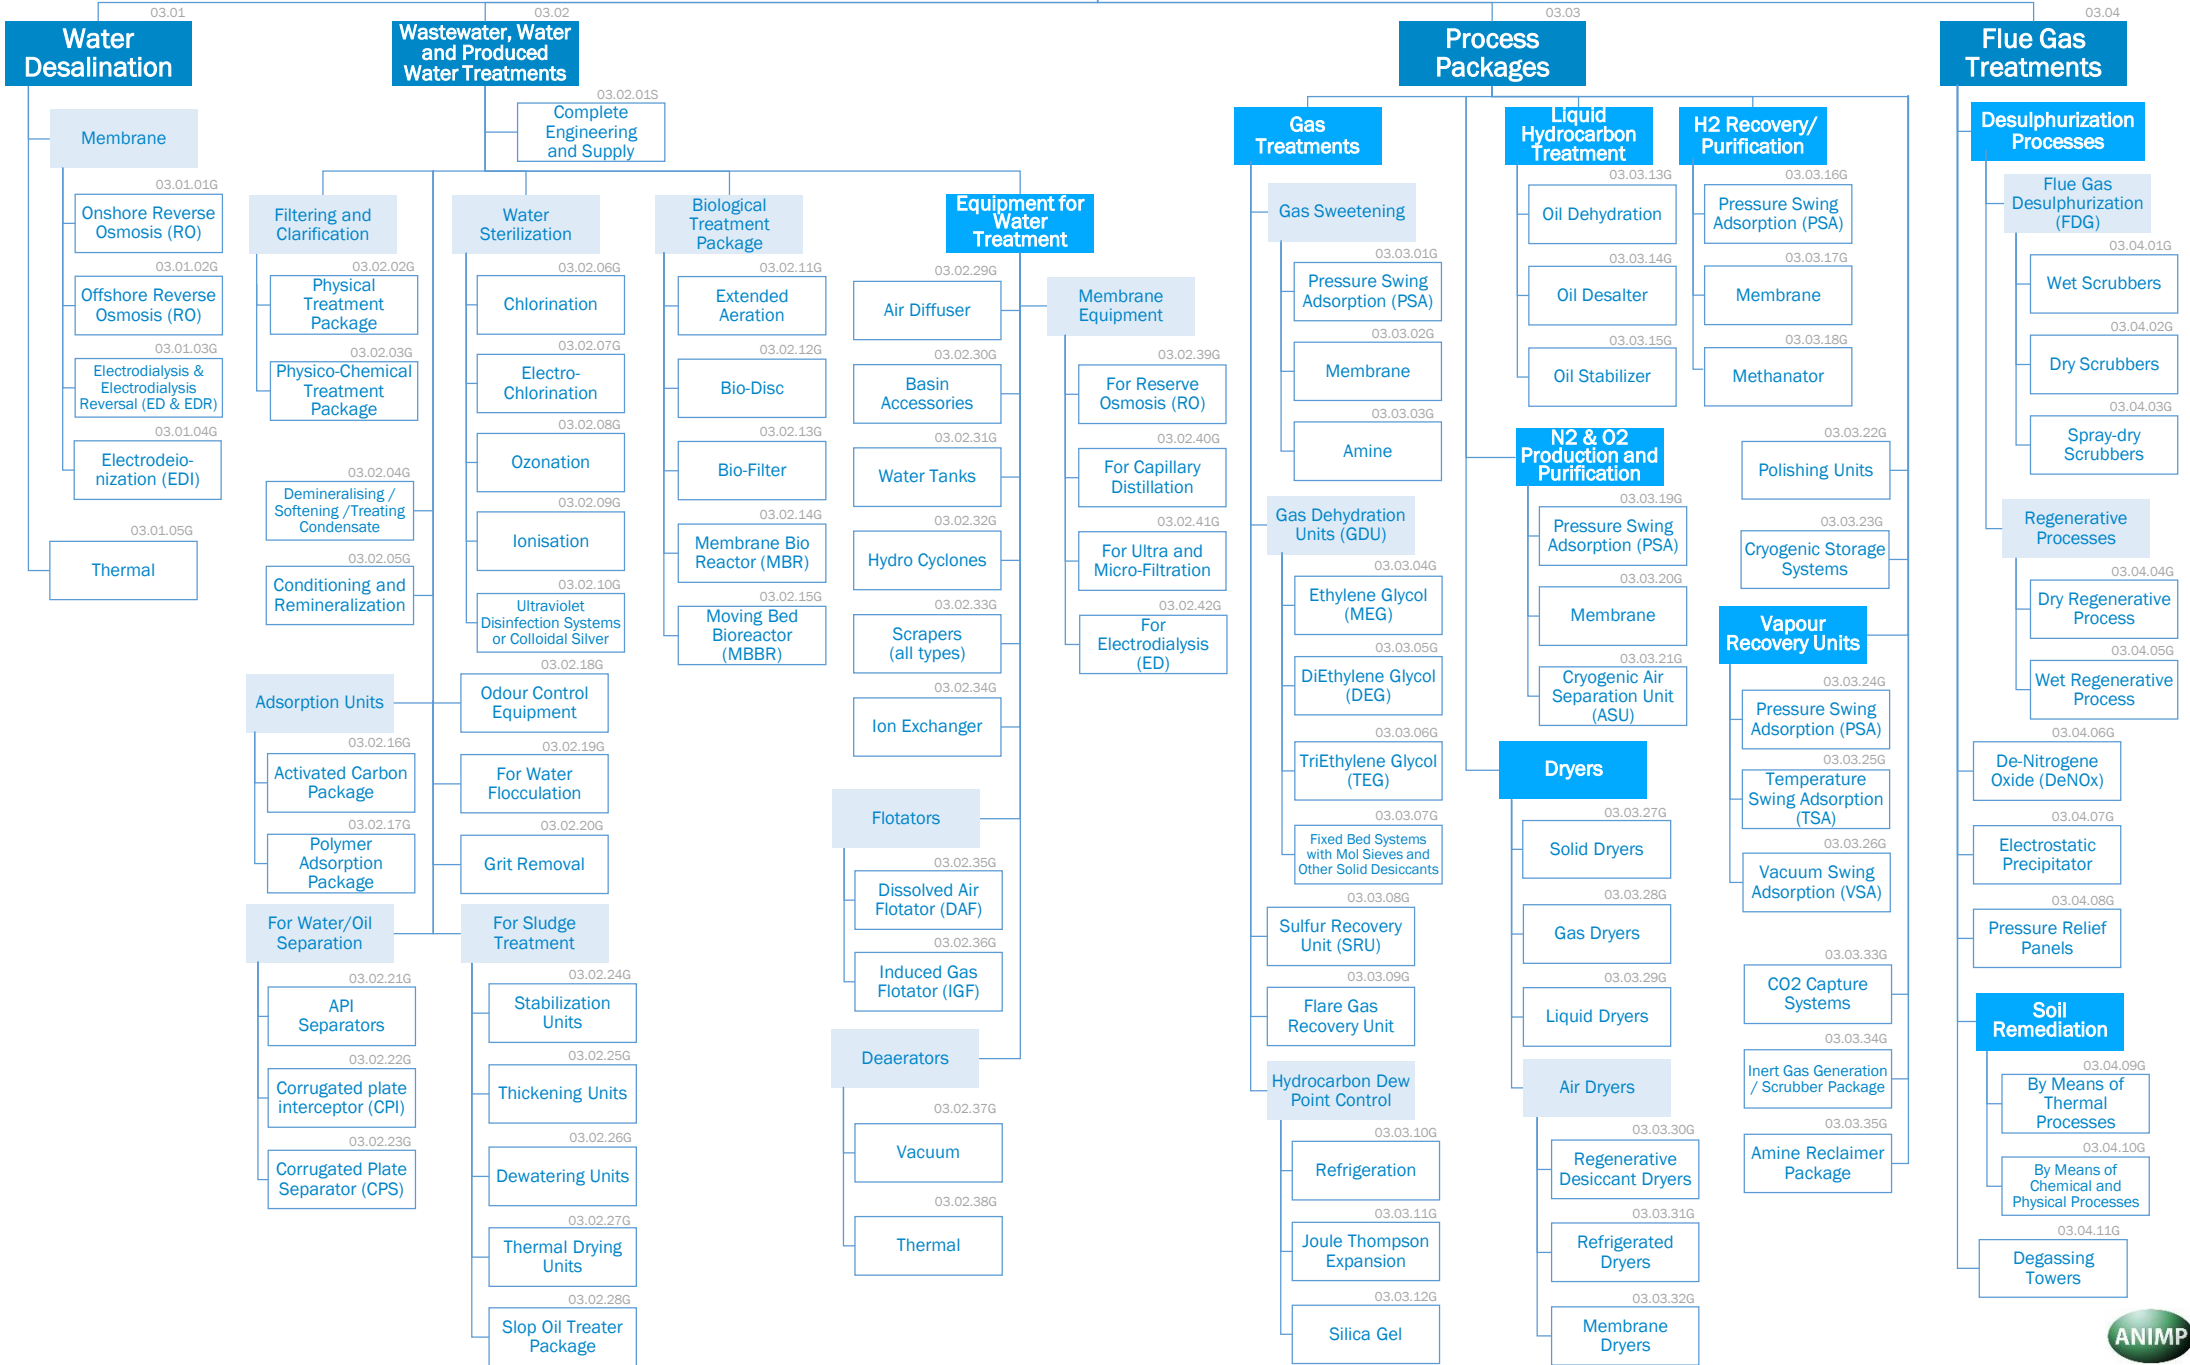 03.01
Water
Desalination
Membrane
03.01.01G
Onshore Reverse
Osmosis (RO)
03.01.02G
Offshore Reverse
Osmosis (RO)
03.01.03G
Electrodialysis &
Electrodialysis
Reversal (ED & EDR)
03.01.04G
Electrodeio-
nization (EDI)
03.01.05G
Thermal
03.02
Wastewater, Water
and Produced
Water Treatments
03.02.01S
Complete
Engineering
and Supply
Filtering and
Clarification
03.02.02G
Physical
Treatment
Package
03.02.03G
Physico-Chemical
Treatment
Package
03.02.04G
Demineralising /
Softening /Treating
Condensate
03.02.05G
Conditioning and
Remineralization
Water
Sterilization
03.02.06G
Chlorination
03.02.07G
Electro-
Chlorination
03.02.08G
Ozonation
03.02.09G
Ionisation
03.02.10G
Ultraviolet
Disinfection Systems
or Colloidal Silver
Biological
Treatment
Package
03.02.11G
Extended
Aeration
03.02.12G
Bio-Disc
03.02.13G
Bio-Filter
03.02.14G
Membrane Bio
Reactor (MBR)
03.02.15G
Moving Bed
Bioreactor
(MBBR)
Adsorption Units
03.02.16G
Activated Carbon
Package
03.02.17G
Polymer
Adsorption
Package
03.02.18G
Odour Control
Equipment
03.02.19G
For Water
Flocculation
03.02.20G
Grit Removal
For Water/Oil
Separation
03.02.21G
API
Separators
03.02.22G
Corrugated plate
interceptor (CPI)
03.02.23G
Corrugated Plate
Separator (CPS)
For Sludge
Treatment
03.02.24G
Stabilization
Units
03.02.25G
Thickening Units
03.02.26G
Dewatering Units
03.02.27G
Thermal Drying
Units
03.02.28G
Slop Oil Treater
Package
Equipment for
Water
Treatment
03.02.29G
Air Diffuser
03.02.30G
Basin
Accessories
03.02.31G
Water Tanks
03.02.32G
Hydro Cyclones
03.02.33G
Scrapers
(all types)
03.02.34G
Ion Exchanger
Flotators
03.02.35G
Dissolved Air
Flotator (DAF)
03.02.36G
Induced Gas
Flotator (IGF)
Deaerators
03.02.37G
Vacuum
03.02.38G
Thermal
Membrane
Equipment
03.02.39G
For Reserve
Osmosis (RO)
03.02.40G
For Capillary
Distillation
03.02.41G
For Ultra and
Micro-Filtration
03.02.42G
For
Electrodialysis
(ED)
03.03
Process
Packages
Gas
Treatments
Gas Sweetening
03.03.01G
Pressure Swing
Adsorption (PSA)
03.03.02G
Membrane
03.03.03G
Amine
Gas Dehydration
Units (GDU)
03.03.04G
Ethylene Glycol
(MEG)
03.03.05G
DiEthylene Glycol
(DEG)
03.03.06G
TriEthylene Glycol
(TEG)
03.03.07G
Fixed Bed Systems
with Mol Sieves and
Other Solid Desiccants
03.03.08G
Sulfur Recovery
Unit (SRU)
03.03.09G
Flare Gas
Recovery Unit
Hydrocarbon Dew
Point Control
03.03.10G
Refrigeration
03.03.11G
Joule Thompson
Expansion
03.03.12G
Silica Gel
Liquid
Hydrocarbon
Treatment
03.03.13G
Oil Dehydration
03.03.14G
Oil Desalter
03.03.15G
Oil Stabilizer
H2 Recovery/
Purification
03.03.16G
Pressure Swing
Adsorption (PSA)
03.03.17G
Membrane
03.03.18G
Methanator
N2 & O2
Production and
Purification
03.03.19G
Pressure Swing
Adsorption (PSA)
03.03.20G
Membrane
03.03.21G
Cryogenic Air
Separation Unit
(ASU)
03.03.22G
Polishing Units
03.03.23G
Cryogenic Storage
Systems
Vapour
Recovery Units
03.03.24G
Pressure Swing
Adsorption (PSA)
03.03.25G
Temperature
Swing Adsorption
(TSA)
03.03.26G
Vacuum Swing
Adsorption (VSA)
Dryers
03.03.27G
Solid Dryers
03.03.28G
Gas Dryers
03.03.29G
Liquid Dryers
Air Dryers
03.03.30G
Regenerative
Desiccant Dryers
03.03.31G
Refrigerated
Dryers
03.03.32G
Membrane
Dryers
03.03.33G
CO2 Capture
Systems
03.03.34G
Inert Gas Generation
/ Scrubber Package
03.03.35G
Amine Reclaimer
Package
03.04
Flue Gas
Treatments
Desulphurization
Processes
Flue Gas
Desulphurization
(FDG)
03.04.01G
Wet Scrubbers
03.04.02G
Dry Scrubbers
03.04.03G
Spray-dry
Scrubbers
Regenerative
Processes
03.04.04G
Dry Regenerative
Process
03.04.05G
Wet Regenerative
Process
03.04.06G
De-Nitrogene
Oxide (DeNOx)
03.04.07G
Electrostatic
Precipitator
03.04.08G
Pressure Relief
Panels
Soil
Remediation
03.04.09G
By Means of
Thermal
Processes
03.04.10G
By Means of
Chemical and
Physical Processes
03.04.11G
Degassing
Towers
ANIMP